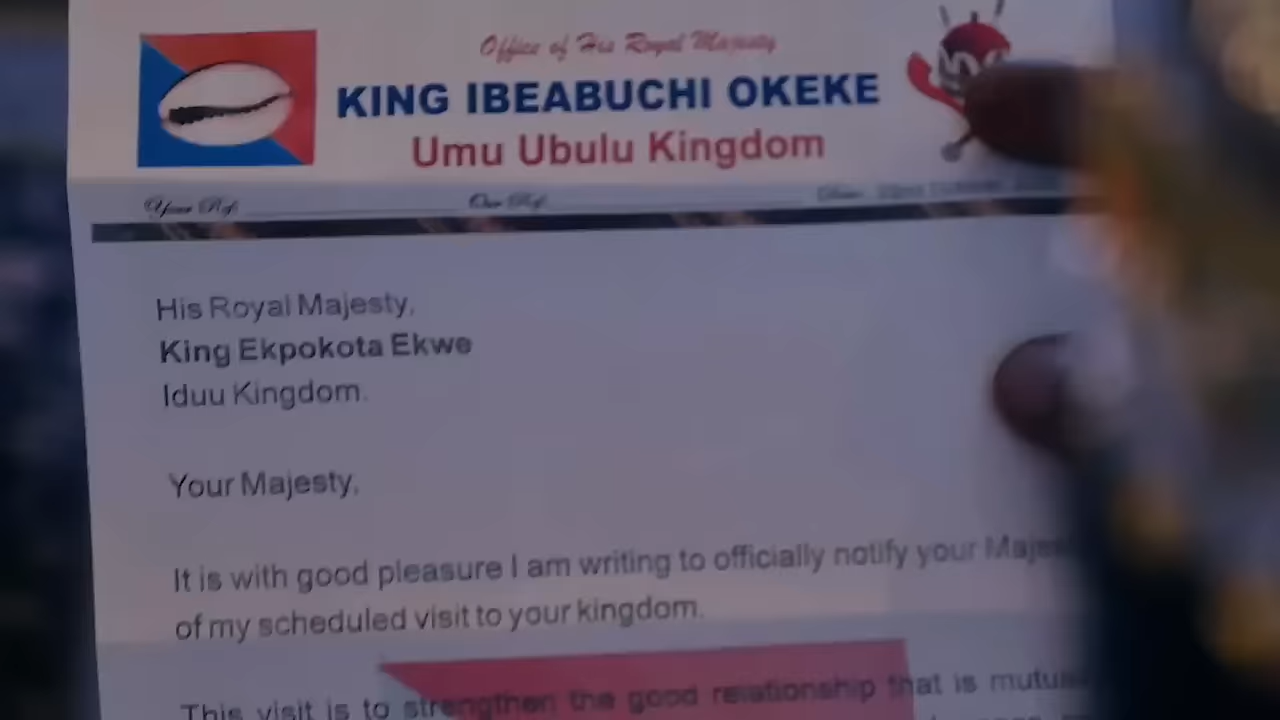 Office of His Royal Majesty
KING IBEABUCHI OKEKE
Umu Ubulu Kingdom
Your Ref. Our Ref. Date:
His Royal Majesty,
King Ekpokota Ekwe
Iduu Kingdom.
Your Majesty,
It is with good pleasure I am writing to officially notify your
of my scheduled visit to your kingdom.
This visit is to strengthen the good relationship that is